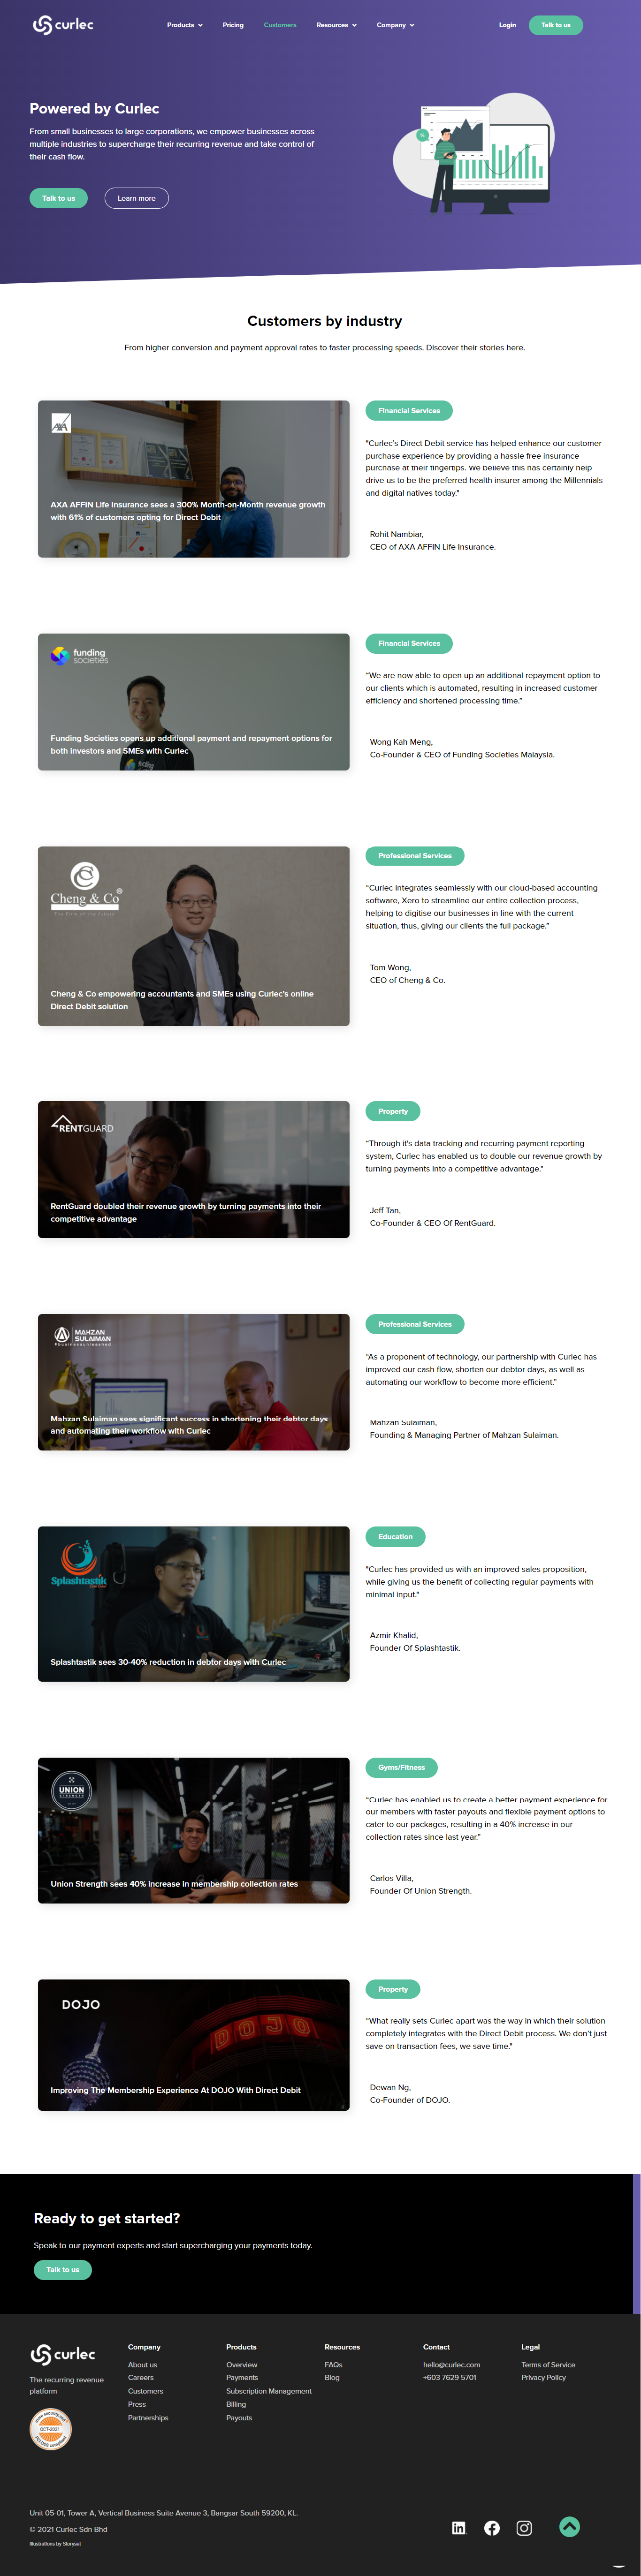 curlec
Products Pricing Customers Resources Company Login Talk to us
Powered by Curlec
From small businesses to large corporations, we empower businesses across
multiple industries to supercharge their recurring revenue and take control of
their cash flow.
Talk to us Learn more
Customers by industry
From higher conversion and payment approval rates to faster processing speeds. Discover their stories here.
AXA
AXA AFFIN Life Insurance sees a 300% Month-on-Month revenue growth
with 61% of customers opting for Direct Debit
Financial Services
"Curlec's Direct Debit service has helped enhance our customer
purchase experience by providing a hassle free insurance
purchase at their fingertips. We believe this has certainly help
drive us to be the preferred health insurer among the Millennials
and digital natives today."
Rohit Nambiar,
CEO of AXA AFFIN Life Insurance.
funding
societies
Funding Societies opens up additional payment and repayment options for
both investors and SMEs with Curlec
Financial Services
“We are now able to open up an additional repayment option to
our clients which is automated, resulting in increased customer
efficiency and shortened processing time.”
Wong Kah Meng,
Co-Founder & CEO of Funding Societies Malaysia.
Cheng & Co
Cheng & Co empowering accountants and SMEs using Curlec's online
Direct Debit solution
Professional Services
“Curlec integrates seamlessly with our cloud-based accounting
software, Xero to streamline our entire collection process,
helping to digitise our businesses in line with the current
situation, thus, giving our clients the full package.”
Tom Wong,
CEO of Cheng & Co.
RENTGUARD
RentGuard doubled their revenue growth by turning payments into their
competitive advantage
Property
“Through it's data tracking and recurring payment reporting
system, Curlec has enabled us to double our revenue growth by
turning payments into a competitive advantage."
Jeff Tan,
Co-Founder & CEO Of RentGuard.
MAHZAN
SULAIMAN
#businessunleashed
Mahzan Sulaiman sees significant success in shortening their debtor days
and automating their workflow with Curlec
Professional Services
“As a proponent of technology, our partnership with Curlec has
improved our cash flow, shorten our debtor days, as well as
automating our workflow to become more efficient.”
Mahzan Sulaiman,
Founding & Managing Partner of Mahzan Sulaiman.
Splashtastik
Splashtastik sees 30-40% reduction in debtor days with Curlec
Education
"Curlec has provided us with an improved sales proposition,
while giving us the benefit of collecting regular payments with
minimal input."
Azmir Khalid,
Founder Of Splashtastik.
UNION
STRENGTH
Union Strength sees 40% increase in membership collection rates
Gyms/Fitness
“Curlec has enabled us to create a better payment experience for
our members with faster payouts and flexible payment options to
cater to our packages, resulting in a 40% increase in our
collection rates since last year.”
Carlos Villa,
Founder Of Union Strength.
DOJO
DOJO
Improving The Membership Experience At DOJO With Direct Debit
Property
“What really sets Curlec apart was the way in which their solution
completely integrates with the Direct Debit process. We don't just
save on transaction fees, we save time."
Dewan Ng,
Co-Founder of DOJO.
Ready to get started?
Speak to our payment experts and start supercharging your payments today.
Talk to us
curlec
The recurring revenue
platform
OCT-2021
Company
About us
Careers
Customers
Press
Partnerships
Products
Overview
Payments
Subscription Management
Billing
Payouts
Resources
FAQs
Blog
Contact
hello@curlec.com
+603 7629 5701
Legal
Terms of Service
Privacy Policy
Unit 05-01, Tower A, Vertical Business Suite Avenue 3, Bangsar South 59200, KL.
© 2021 Curlec Sdn Bhd
Illustrations by Storyset